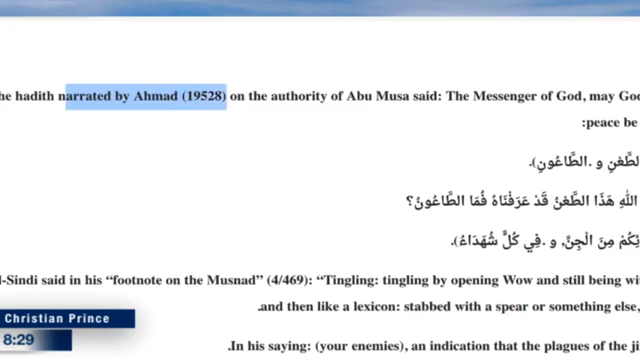 he hadith narrated by Ahmad (19528) on the authority of Abu Musa said: The Messenger of God, may God
:peace be
الطَّعْنِ و .الطَّاعُونِ).
اللهِ هَذَا الطَّعْنُ قَدْ عَرَفْنَاهُ فَمَا الطَّاعُونُ؟
ئِكُمْ مِنَ الْجِنِّ, و .فِي كُلٍّ شُهَدَاءُ).
l-Sindi said in his “footnote on the Musnad” (4/469): “Tingling: tingling by opening Wow and still being wi
.and then like a lexicon: stabbed with a spear or something else,
.In his saying: (your enemies), an indication that the plagues of the ji
Christian Prince
8:29